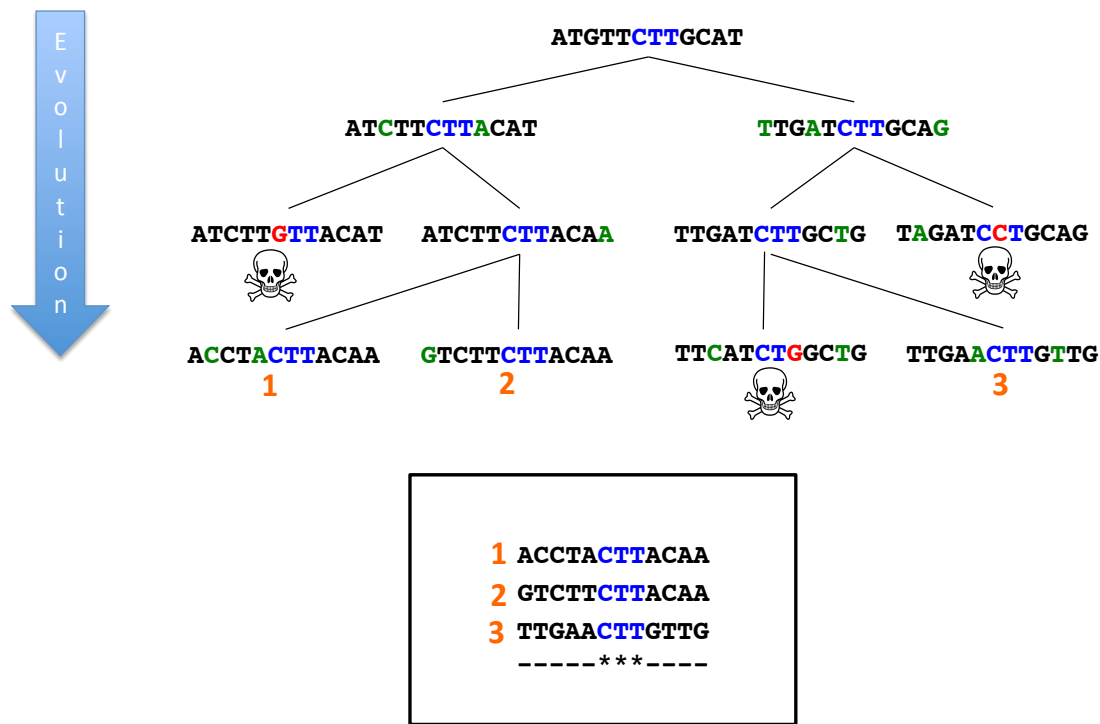 Evolution
ATGTTCTTGCAT
ATCTTCTTACAT TTGATCTTGCAG
ATCTTGTTACAT ATCTTCTTACAA TTGATCTTGCTG TAGATCCTGCAG
ACCTACTTACAA GTCTTCTTACAA TTCATCTGGCTG TTGAACTTGTTG
1 2 3
1 ACCTACTTACAA
2 GTCTTCTTACAA
3 TTGAACTTGTTG
-----***----